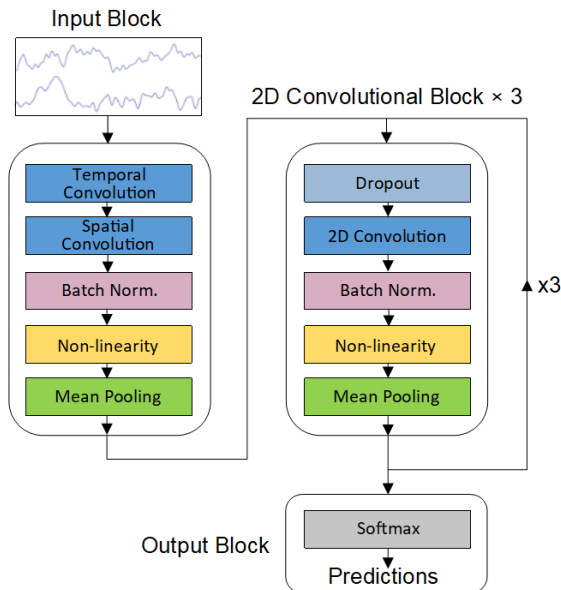 Input Block
Temporal
Convolution
Spatial
Convolution
Batch Norm.
Non-linearity
Mean Pooling
2D Convolutional Block × 3
Dropout
2D Convolution
Batch Norm.
Non-linearity
Mean Pooling
x3
Output Block
Softmax
Predictions